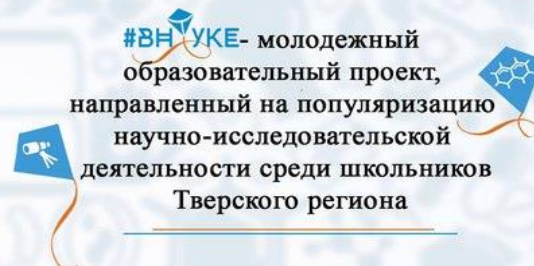 #ВНАУКЕ- молодежный
образовательный проект,
направленный на популяризацию
научно-исследовательской
деятельности среди школьников
Тверского региона